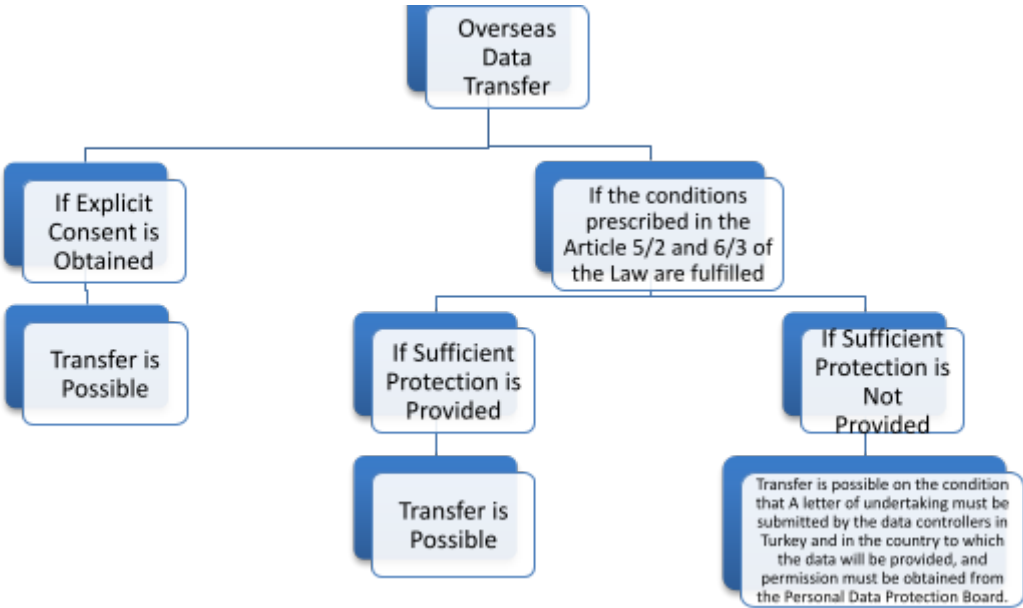 Overseas
Data
Transfer
If Explicit
Consent is
Obtained
Transfer is
Possible
If the conditions
prescribed in the
Article 5/2 and 6/3 of
the Law are fulfilled
If Sufficient
Protection is
Provided
Transfer is
Possible
If Sufficient
Protection is
Not
Provided
Transfer is possible on the condition
that A letter of undertaking must be
submitted by the data controllers in
Turkey and in the country to which
the data will be provided, and
permission must be obtained from
the Personal Data Protection Board.